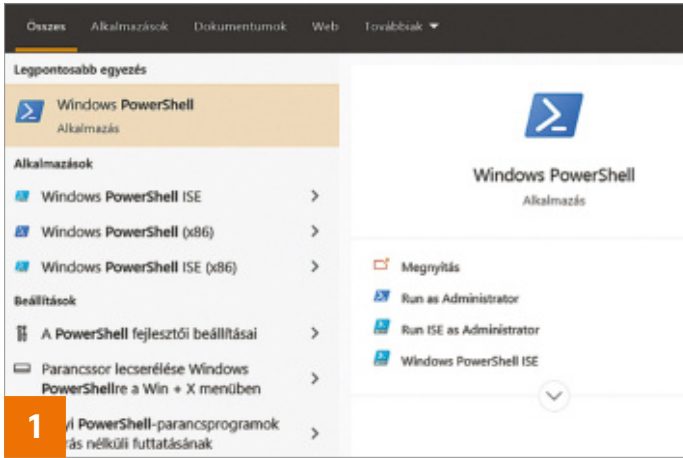 Összes Alkalmazások Dokumentumok Web Továbbiak
Legpontosabb egyezés
Windows PowerShell
Alkalmazás
Alkalmazások
Windows PowerShell ISE
Windows PowerShell (x86)
Windows PowerShell ISE (x86)
Beállítások
A PowerShell fejlesztői beállításai
Parancssor lecserélése Windows
PowerShellre a Win + X menüben
PowerShell-parancsprogramok
nélküli futtatásának
1
Windows PowerShell
Alkalmazás
Megnyitás
Run as Administrator
Run ISE as Administrator
Windows PowerShell ISE